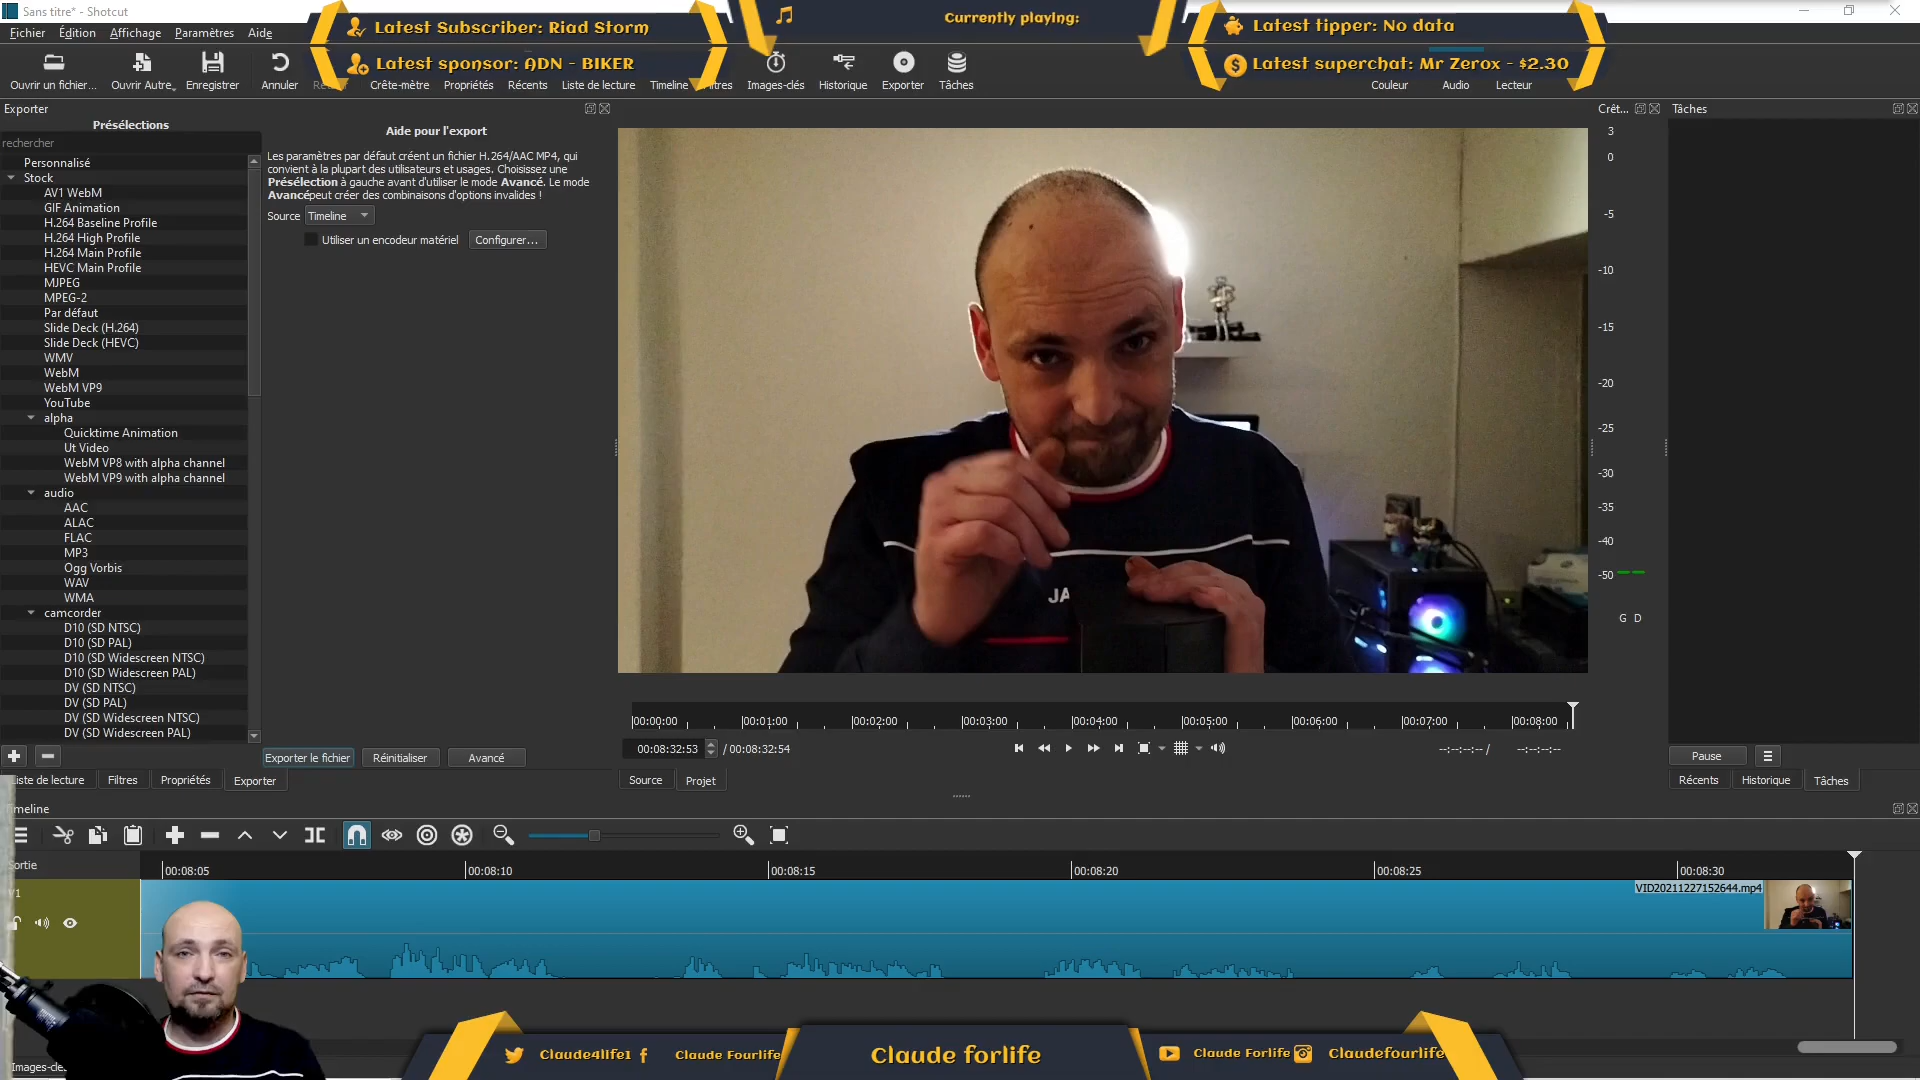 Sans titre* - Shotcut
Fichier Édition Affichage Paramètres Aide
Latest Subscriber: Riad Storm
Latest sponsor: ADN - BIKER
Currently playing:
Latest tipper: No data
Latest superchat: Mr Zerox - $2.30
Ouvrir un fichier... Ouvrir Autre... Enregistrer Annuler Crête-mètre Propriétés Récents Liste de lecture Timeline Images-clés Historique Exporter Tâches Couleur Audio Lecteur
Exporter
Présélections
rechercher
Personnalisé
Stock
AV1 WebM
GIF Animation
H.264 Baseline Profile
H.264 High Profile
H.264 Main Profile
HEVC Main Profile
MJPEG
MPEG-2
Par défaut
Slide Deck (H.264)
Slide Deck (HEVC)
WMV
WebM
WebM VP9
YouTube
alpha
Quicktime Animation
Ut Video
WebM VP8 with alpha channel
WebM VP9 with alpha channel
audio
AAC
ALAC
FLAC
MP3
Ogg Vorbis
WAV
WMA
camcorder
D10 (SD NTSC)
D10 (SD PAL)
D10 (SD Widescreen NTSC)
D10 (SD Widescreen PAL)
DV (SD NTSC)
DV (SD PAL)
DV (SD Widescreen NTSC)
DV (SD Widescreen PAL)
Aide pour l'export
Les paramètres par défaut créent un fichier H.264/AAC MP4, qui
convient à la plupart des utilisateurs et usages. Choisissez une
Présélection à gauche avant d'utiliser le mode Avancé. Le mode
Avancé peut créer des combinaisons d'options invalides !
Source Timeline
Utiliser un encodeur matériel Configurer...
Exporter le fichier Réinitialiser Avancé
Liste de lecture Filtres Propriétés Exporter
JA
00:00:00 00:01:00 00:02:00 00:03:00 00:04:00 00:05:00 00:06:00 00:07:00 00:08:00
00:08:32:53 / 00:08:32:54
--:--:--:-- / --:--:--:--
Source Projet
Crêt...
3
0
-5
-10
-15
-20
-25
-30
-35
-40
-50
G D
Tâches
Pause
Récents Historique Tâches
Timeline
Sortie
00:08:05 00:08:10 00:08:15 00:08:20 00:08:25 00:08:30
V1
VID20211227152644.mp4
Claude4life1
Claude Fourlife
Claude forlife
Claude Forlife
Claudefourlife